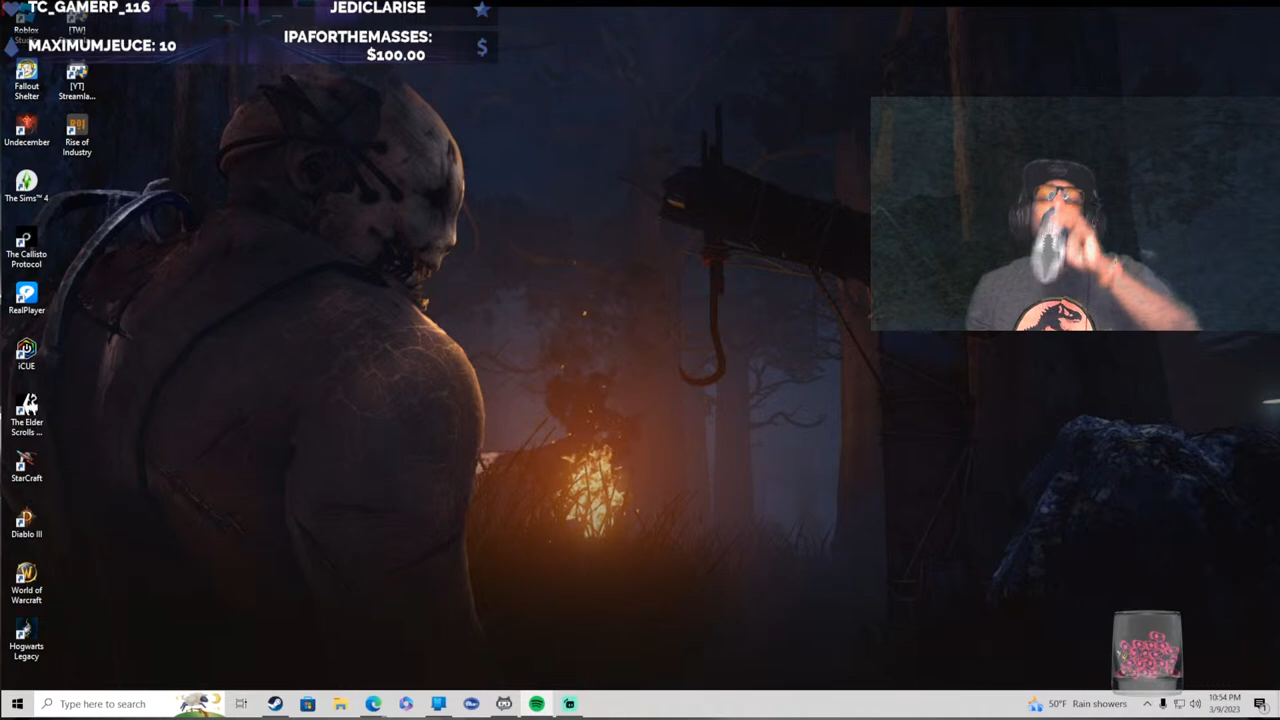 TC_GAMERP_116
JEDICLARISE
MAXIMUMJEUCE: 10
IPAFORTHEMASSES:
$100.00
$
Roblox
[TW]
Fallout
Shelter
[YT]
Streamla...
Undecember
Rise of
Industry
The Sims™ 4
The Callisto
Protocol
RealPlayer
iCUE
The Elder
Scrolls ...
StarCraft
Diablo III
World of
Warcraft
Hogwarts
Legacy
Type here to search
50°F Rain showers
10:54 PM
3/9/2023